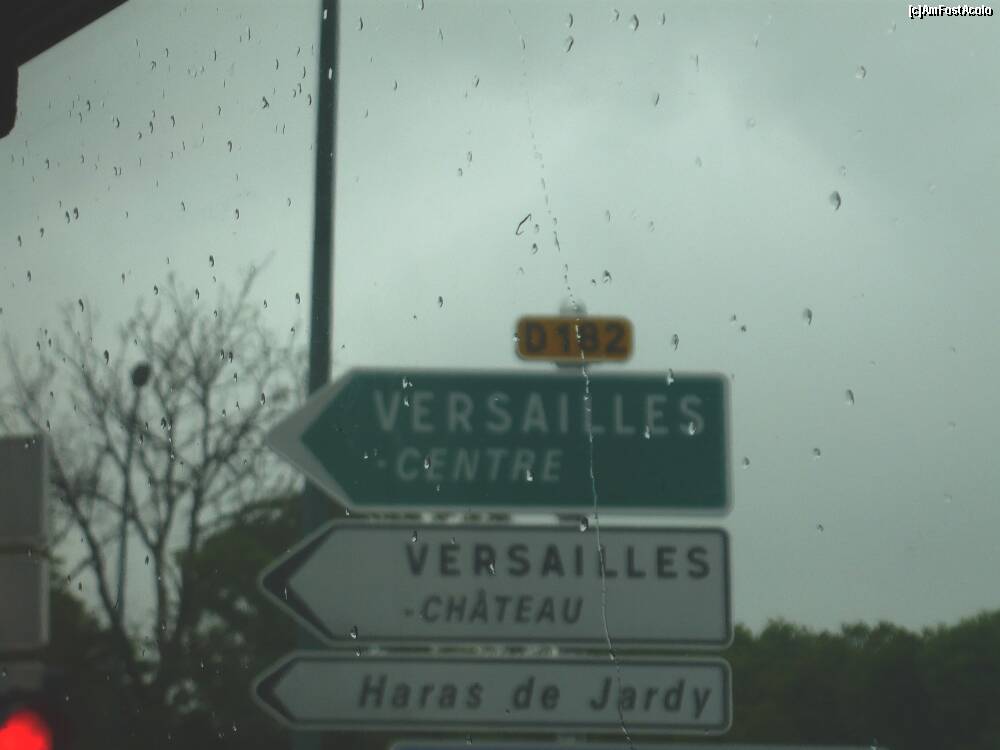 [c]AmFostAcolo
D 182
VERSAILLES
-CENTRE
VERSAILLES
-CHÂTEAU
Haras de Jardy